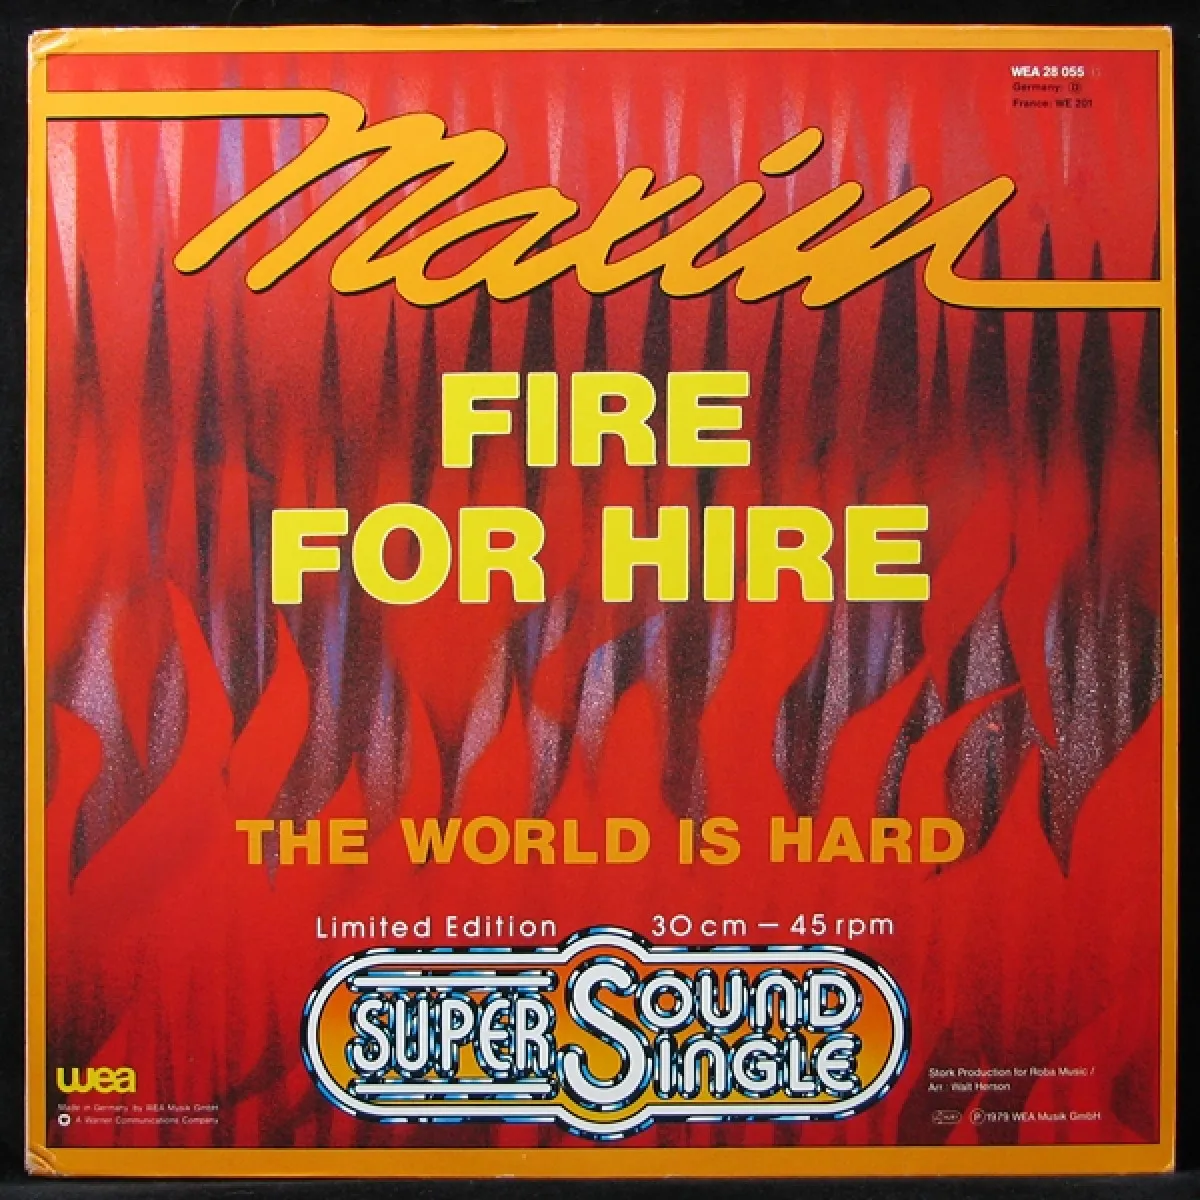 WEA 28 055
Germany: D
France: WE 201
Maxim
FIRE
FOR HIRE
THE WORLD IS HARD
Limited Edition 30 cm – 45 rpm
SUPER SOUND SINGLE
wea
Made in Germany by WEA Musik GmbH
A Warner Communications Company
Stork Production for Roba Music /
Arr.: Walt Herson
Ⓟ 1979 WEA Musik GmbH